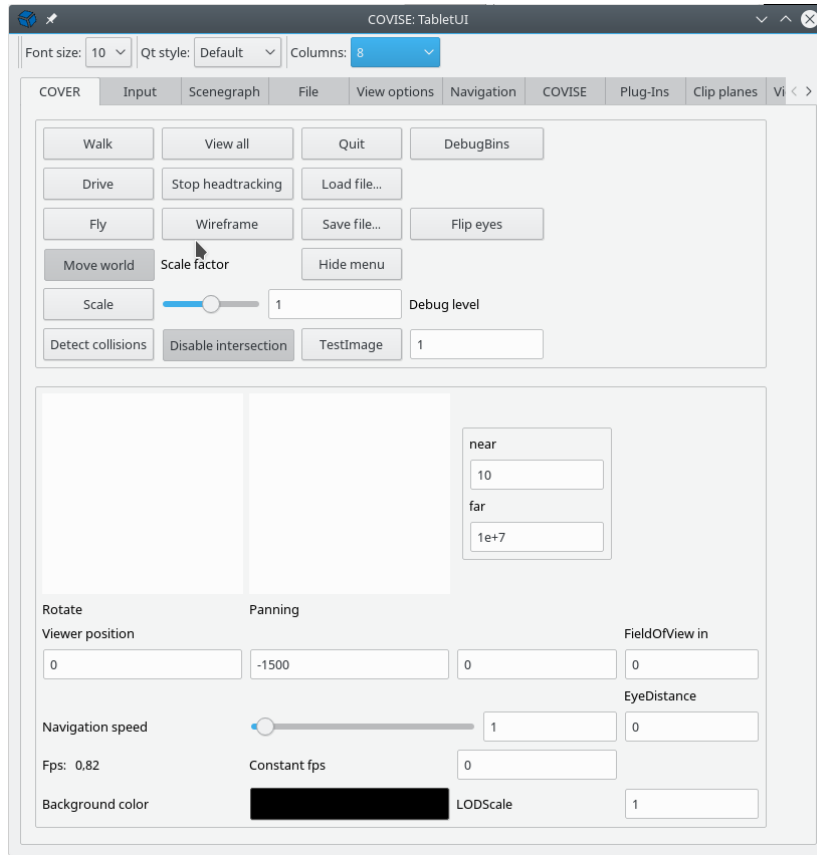 COVISE: TabletUI
Font size: 10 Qt style: Default Columns: 8
COVER Input Scenegraph File View options Navigation COVISE Plug-Ins Clip planes
Walk View all Quit DebugBins
Drive Stop headtracking Load file...
Fly Wireframe Save file... Flip eyes
Move world Scale factor Hide menu
Scale 1 Debug level
Detect collisions Disable intersection TestImage 1
near
10
far
1e+7
Rotate Panning
Viewer position FieldOfView in
0 -1500 0 0
EyeDistance
Navigation speed 1 0
Fps: 0,82 Constant fps 0
Background color LODScale 1